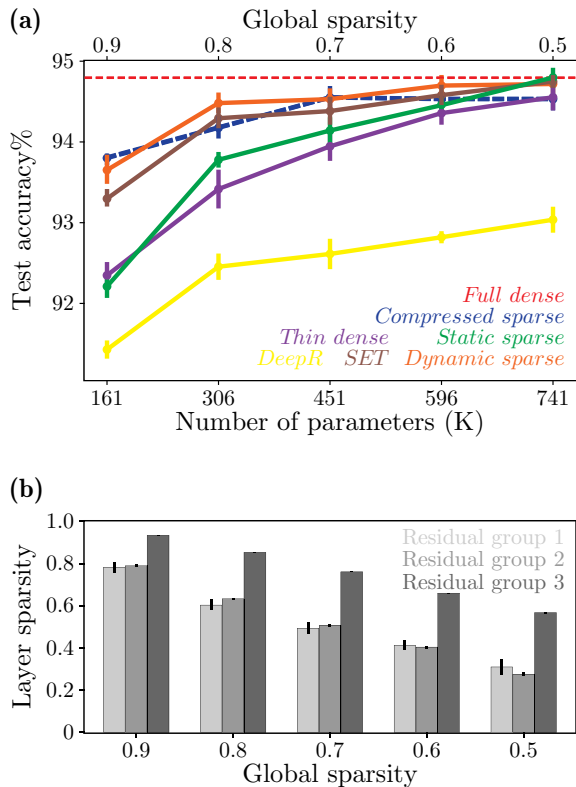 (a)
Global sparsity
0.9 0.8 0.7 0.6 0.5
95
94
93
92
Test accuracy%
Full dense
Compressed sparse
Thin dense Static sparse
DeepR SET Dynamic sparse
161 306 451 596 741
Number of parameters (K)
(b)
1.0
0.8
0.6
0.4
0.2
0
Layer sparsity
Residual group 1
Residual group 2
Residual group 3
0.9 0.8 0.7 0.6 0.5
Global sparsity